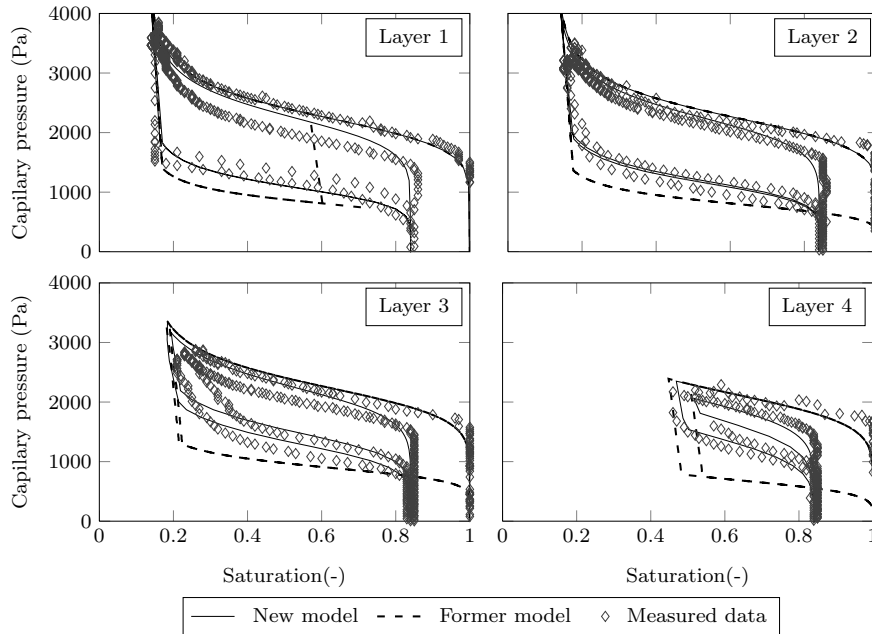 4000
3000
2000
1000
0
Capilary pressure (Pa)
Layer 1
Layer 2
4000
3000
2000
1000
0
Capilary pressure (Pa)
Layer 3
Layer 4
0
0.2
0.4
0.6
0.8
1
0
0.2
0.4
0.6
0.8
1
Saturation(-)
Saturation(-)
New model
Former model
Measured data